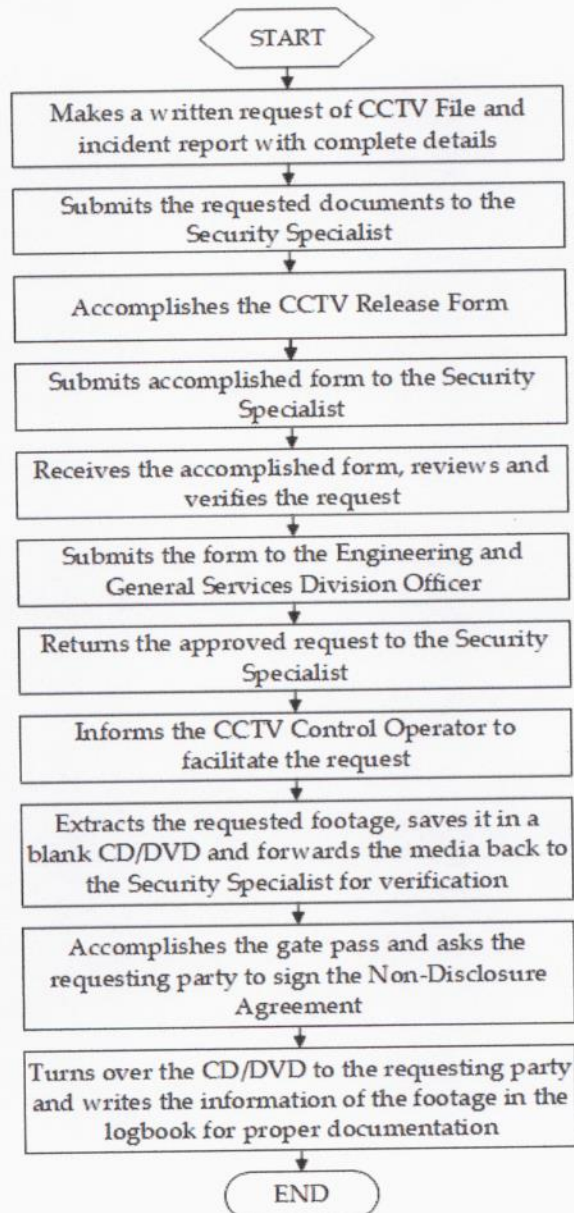 START
Makes a written request of CCTV File and
incident report with complete details
Submits the requested documents to the
Security Specialist
Accomplishes the CCTV Release Form
Submits accomplished form to the Security
Specialist
Receives the accomplished form, reviews and
verifies the request
Submits the form to the Engineering and
General Services Division Officer
Returns the approved request to the Security
Specialist
Informs the CCTV Control Operator to
facilitate the request
Extracts the requested footage, saves it in a
blank CD/DVD and forwards the media back to
the Security Specialist for verification
Accomplishes the gate pass and asks the
requesting party to sign the Non-Disclosure
Agreement
Turns over the CD/DVD to the requesting party
and writes the information of the footage in the
logbook for proper documentation
END